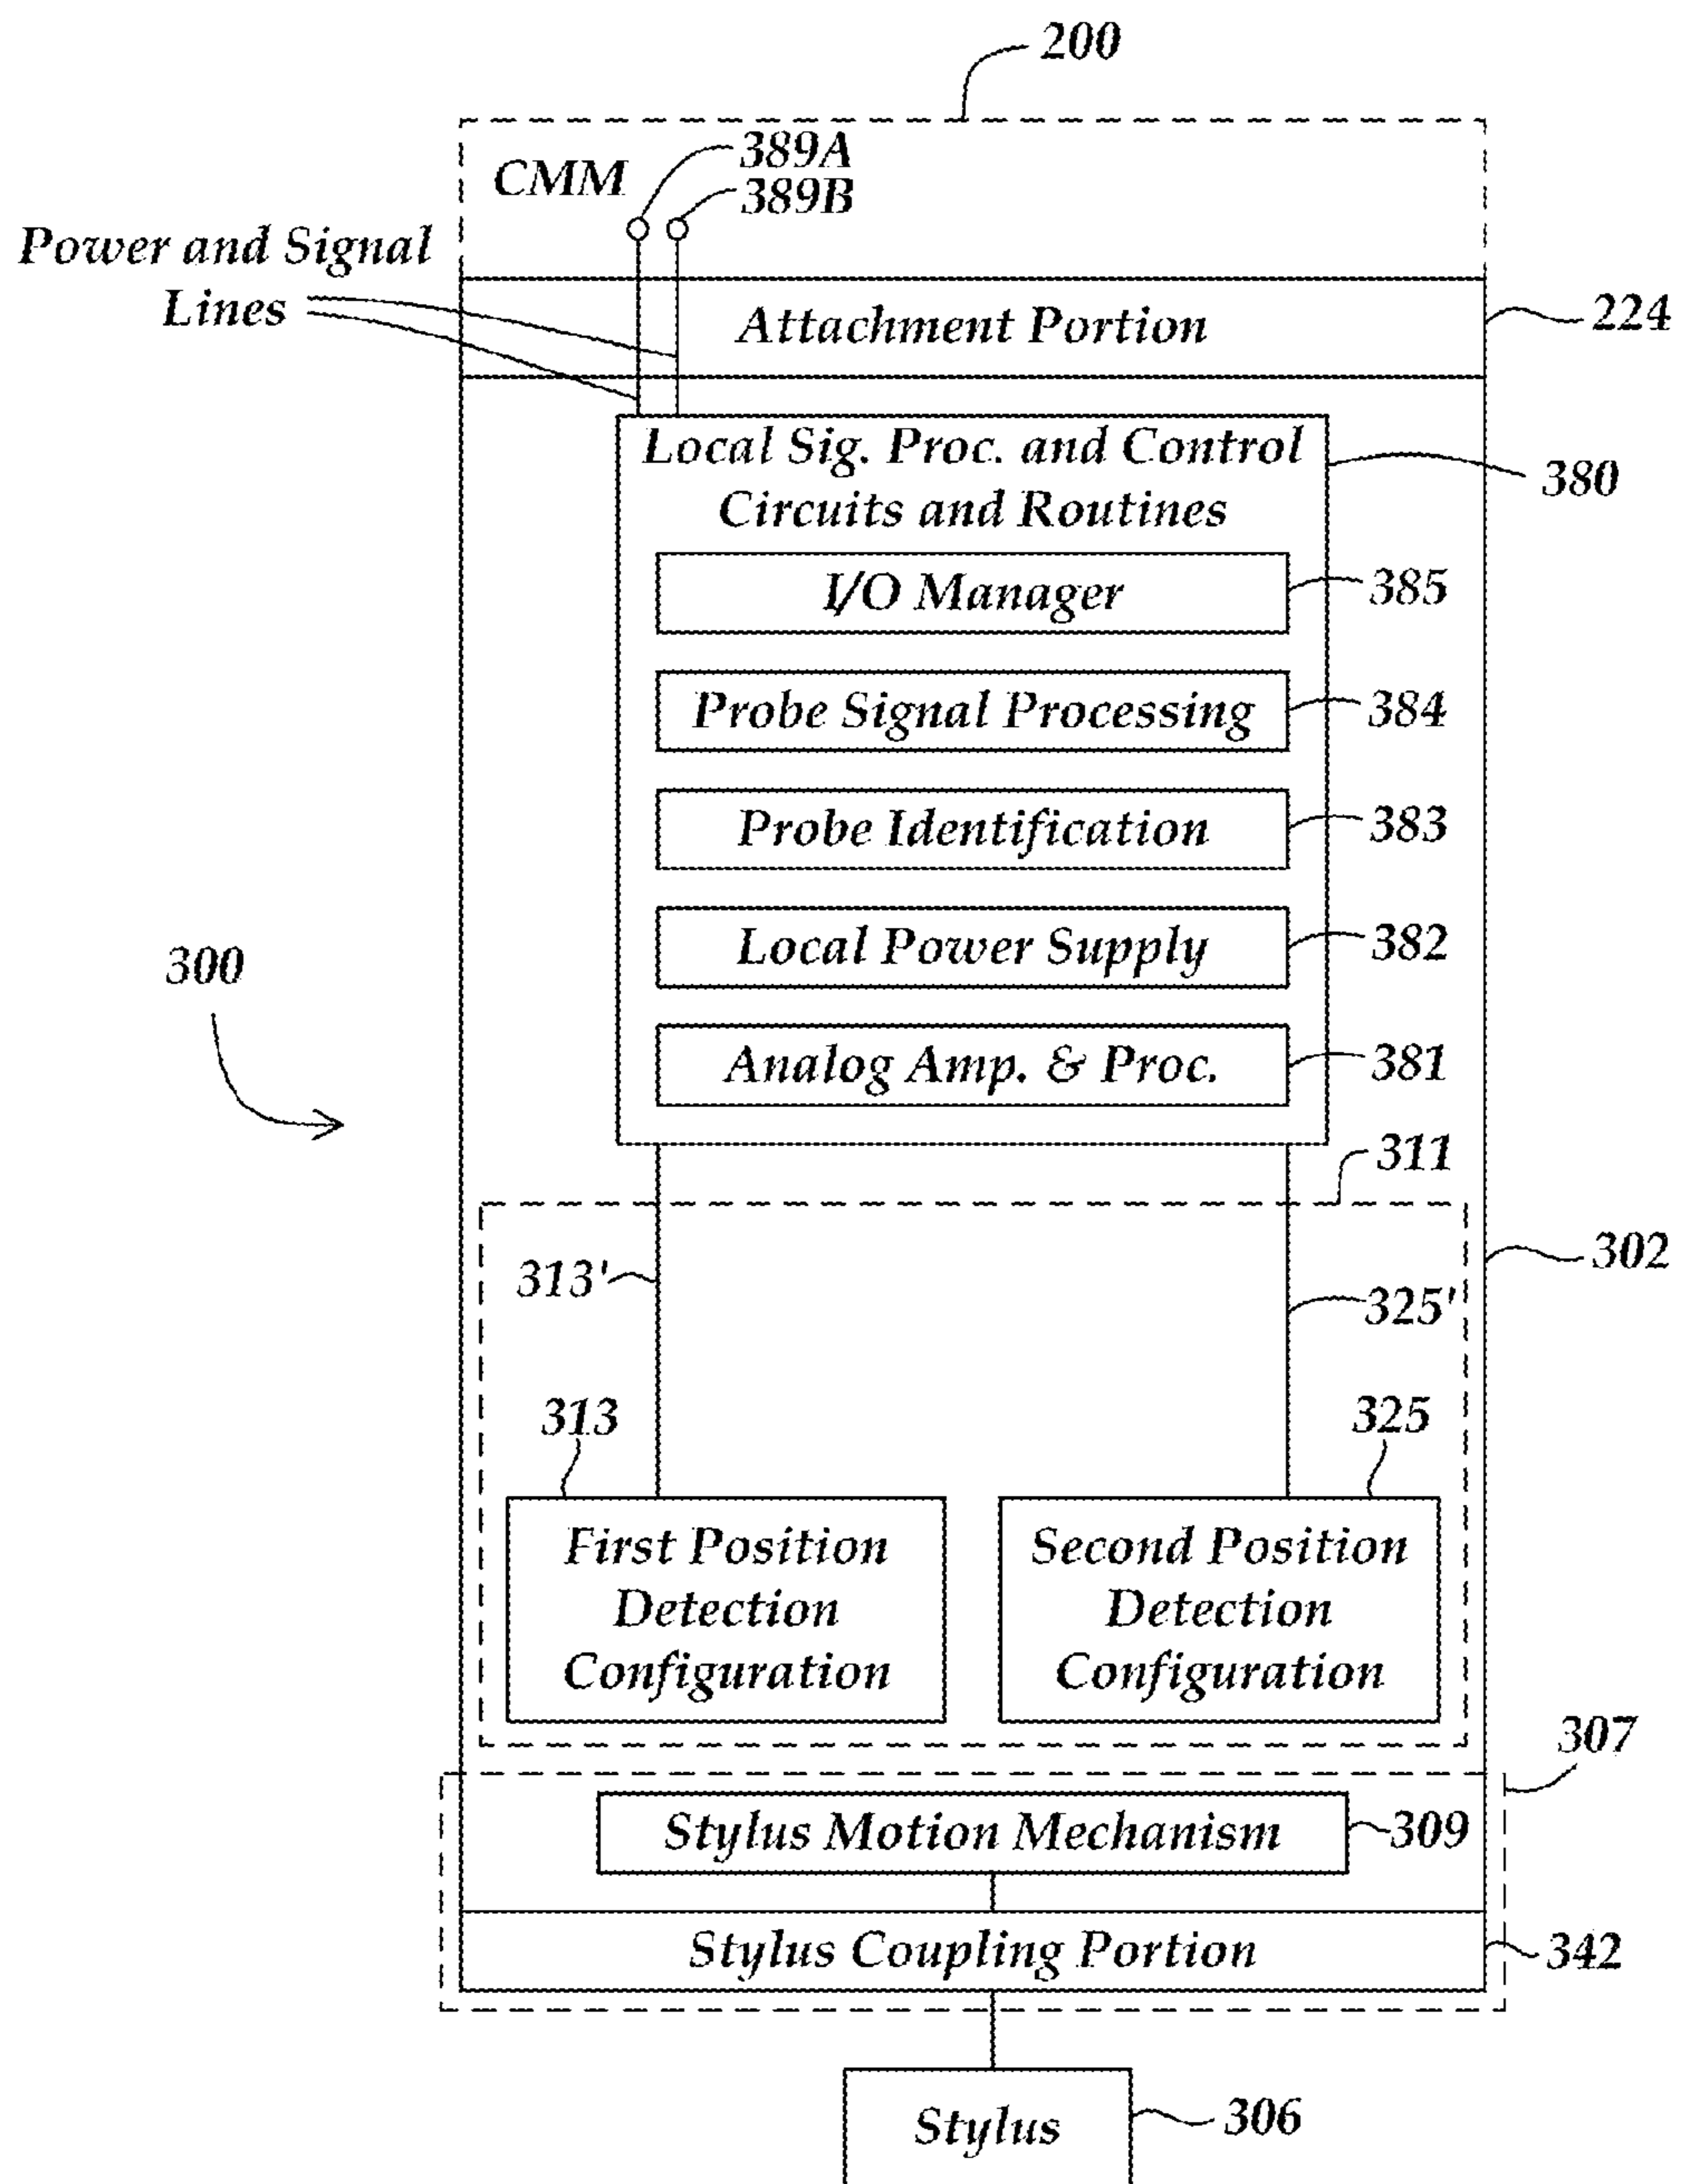 200
CMM
389A
389B
Power and Signal
Lines
Attachment Portion
224
Local Sig. Proc. and Control
Circuits and Routines
380
I/O Manager
385
Probe Signal Processing
384
Probe Identification
383
Local Power Supply
382
300
Analog Amp. & Proc.
381
311
302
313'
325'
313
325
First Position
Detection
Configuration
Second Position
Detection
Configuration
307
Stylus Motion Mechanism
309
Stylus Coupling Portion
342
Stylus
306